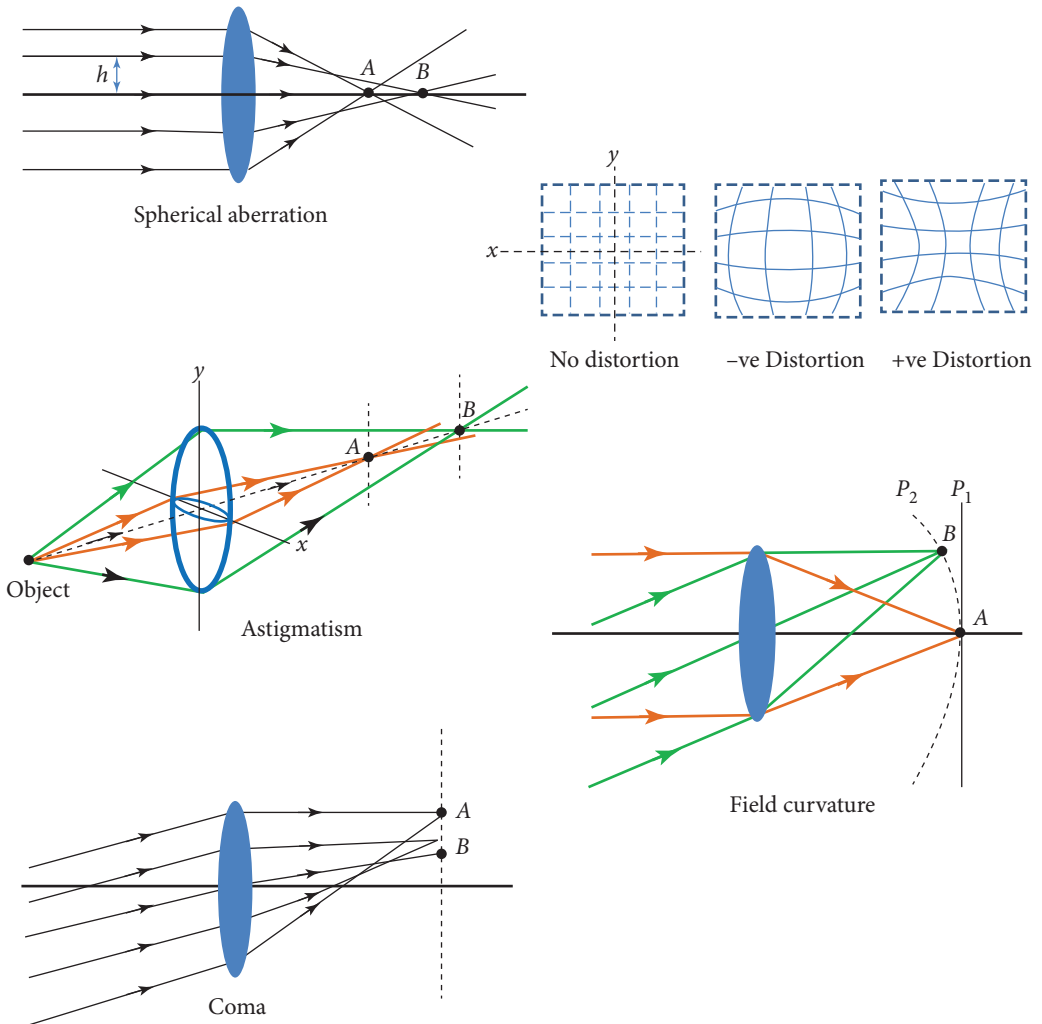 h
A
B
Spherical aberration
y
x
No distortion
–ve Distortion
+ve Distortion
y
B
A
x
Object
Astigmatism
P2
P1
B
A
Field curvature
A
B
Coma